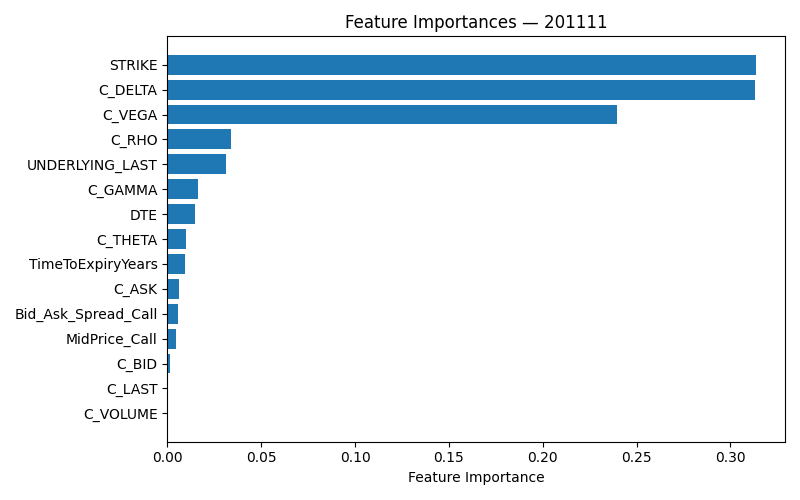 Feature Importances — 201111
STRIKE
C_DELTA
C_VEGA
C_RHO
UNDERLYING_LAST
C_GAMMA
DTE
C_THETA
TimeToExpiryYears
C_ASK
Bid_Ask_Spread_Call
MidPrice_Call
C_BID
C_LAST
C_VOLUME
0.00 0.05 0.10 0.15 0.20 0.25 0.30
Feature Importance